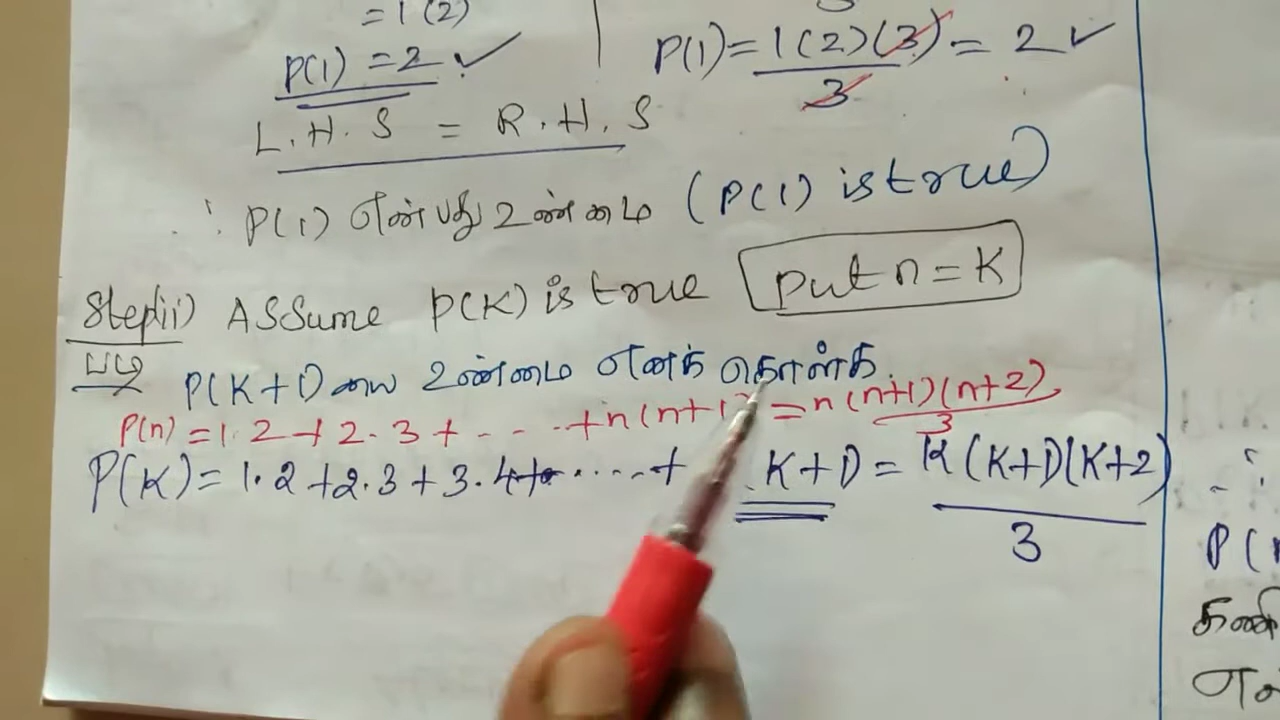 = 1 (2)
P(1) = 2 ✓
P(1) = 1(2)(3) / 3 = 2 ✓
L.H.S = R.H.S
∴ P(1) என்பது உண்மை (P(1) is true)
Step ii) Assume P(K) is true Put n = K
படி P(K+1) யை உண்மை எனக் கொள்க.
P(n) = 1.2 + 2.3 + - - - - + n(n+1) = n(n+1)(n+2) / 3
P(K) = 1.2 + 2.3 + 3.4 + ..... + K+1) = K(K+1)(K+2) / 3
P(